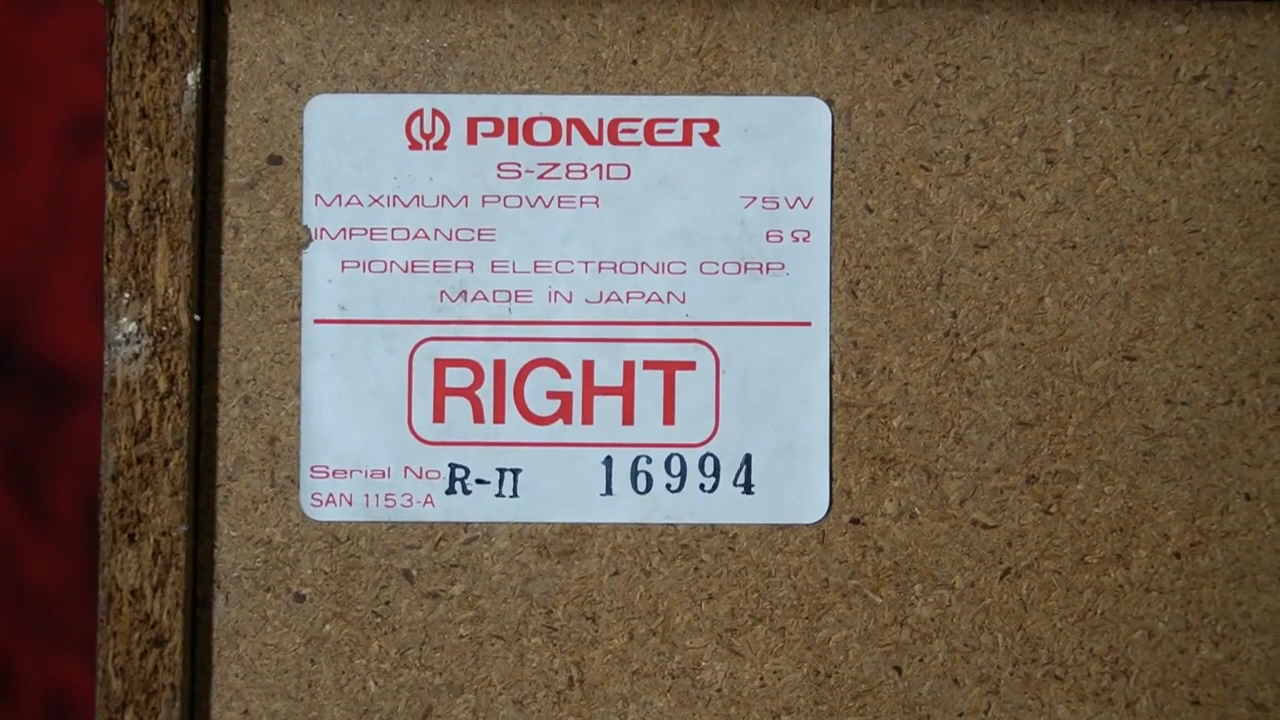 PIONEER
S-Z81D
MAXIMUM POWER 75W
IMPEDANCE 6Ω
PIONEER ELECTRONIC CORP.
MADE IN JAPAN
RIGHT
Serial No. R-II 16994
SAN 1153-A